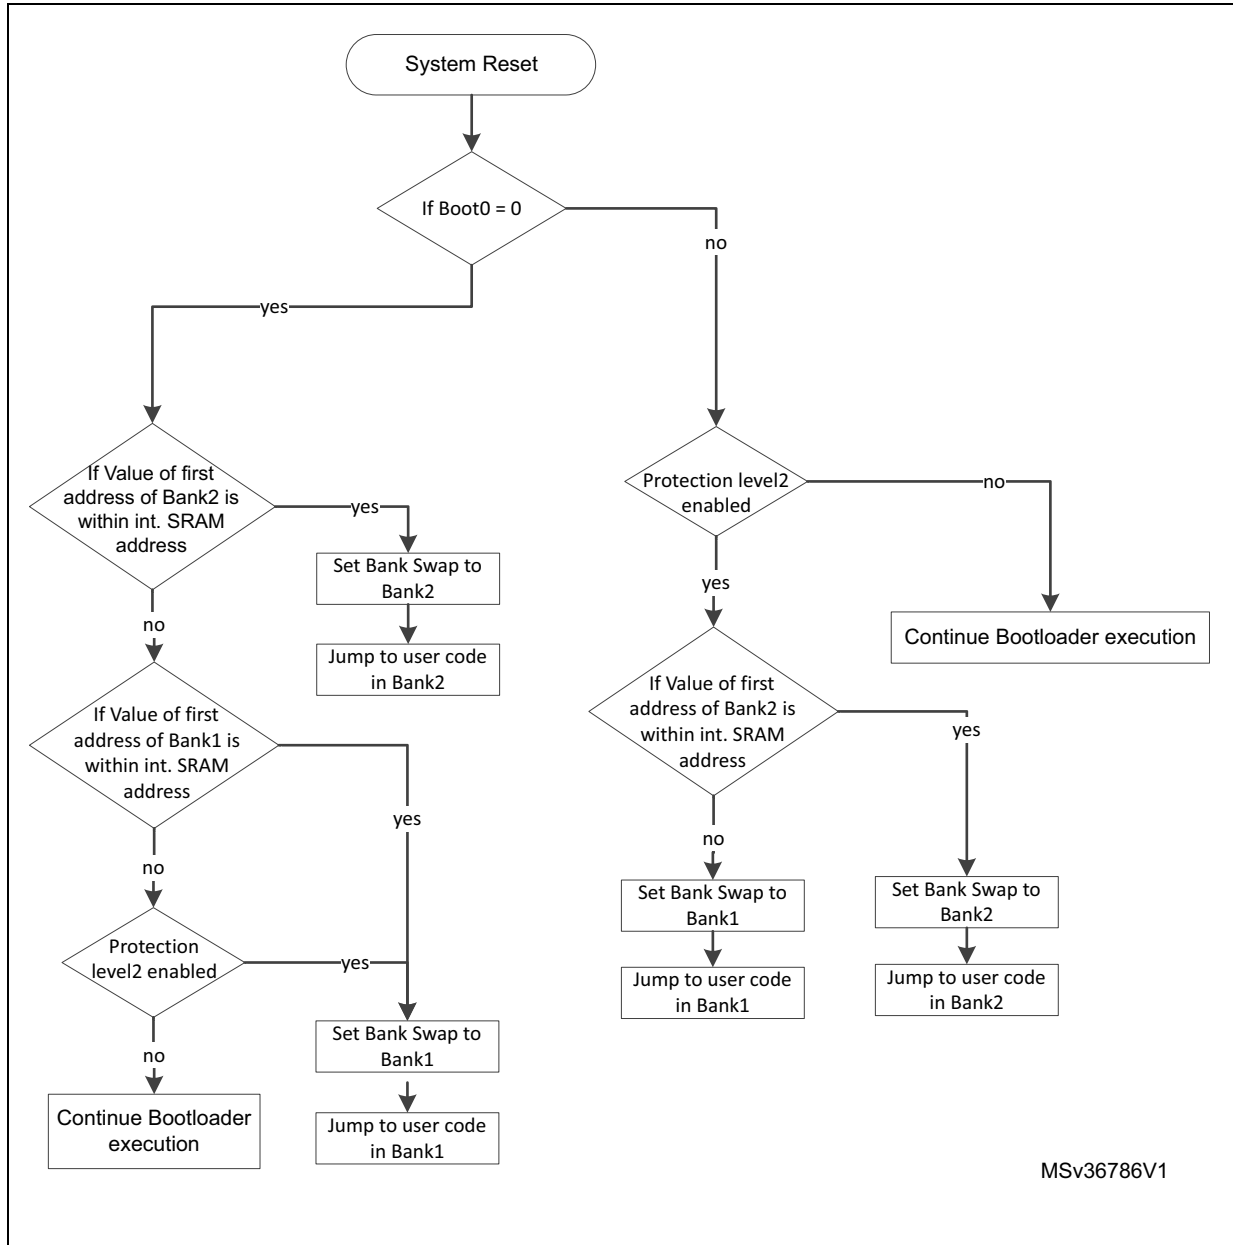 System Reset
If Boot0 = 0
no
yes
If Value of first
address of Bank2 is
within int. SRAM
address
yes
Set Bank Swap to
Bank2
Jump to user code
in Bank2
no
If Value of first
address of Bank1 is
within int. SRAM
address
yes
no
Protection
level2 enabled
yes
Set Bank Swap to
Bank1
Jump to user code
in Bank1
no
Continue Bootloader
execution
Protection level2
enabled
no
Continue Bootloader execution
yes
If Value of first
address of Bank2 is
within int. SRAM
address
yes
no
Set Bank Swap to
Bank1
Jump to user code
in Bank1
Set Bank Swap to
Bank2
Jump to user code
in Bank2
MSv36786V1